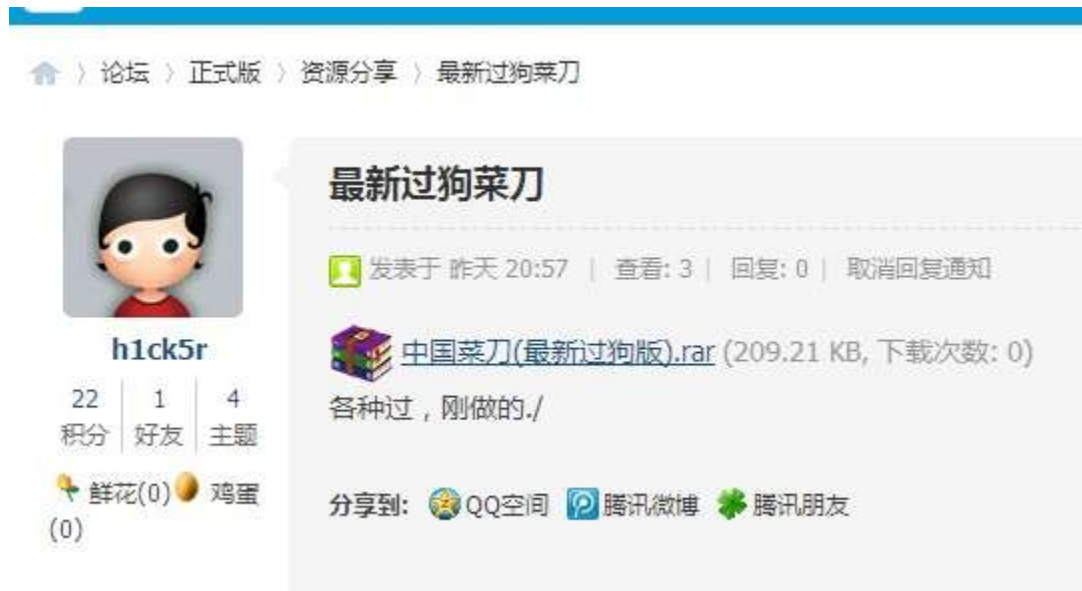 论坛 〉 正式版 〉 资源分享 〉 最新过狗菜刀
最新过狗菜刀
发表于 昨天 20:57 | 查看: 3 | 回复: 0 | 取消回复通知
中国菜刀(最新过狗版).rar (209.21 KB, 下载次数: 0)
各种过，刚做的./
分享到: QQ空间 腾讯微博 腾讯朋友
h1ck5r
22 1 4
积分 好友 主题
鲜花(0) 鸡蛋
(0)